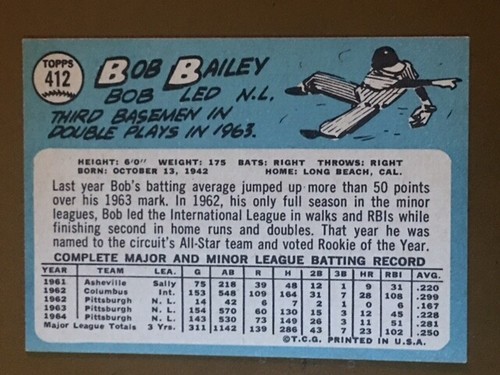 TOPPS
412
BOB BAILEY
BOB LED N.L.
THIRD BASEMEN IN
DOUBLE PLAYS IN 1963.
HEIGHT: 6'0" WEIGHT: 175 BATS: RIGHT THROWS: RIGHT
BORN: OCTOBER 13, 1942 HOME: LONG BEACH, CAL.
Last year Bob's batting average jumped up more than 50 points
over his 1963 mark. In 1962, his only full season in the minor
leagues, Bob led the International League in walks and RBIs while
finishing second in home runs and doubles. That year he was
named to the circuit's All-Star team and voted Rookie of the Year.
COMPLETE MAJOR AND MINOR LEAGUE BATTING RECORD
YEAR TEAM LEA. G AB R H 2B 3B HR RBI AVG.
1961 Asheville Sally 75 218 39 48 12 1 9 31 .220
1962 Columbus Int. 153 548 109 164 36 7 28 108 .299
1962 Pittsburgh N. L. 14 42 6 7 2 1 0 6 .167
1963 Pittsburgh N. L. 154 570 60 130 15 3 12 45 .228
1964 Pittsburgh N. L. 143 530 73 149 26 3 11 51 .281
Major League Totals 3 Yrs. 311 1142 139 286 43 7 23 102 .250
©T.C.G. PRINTED IN U.S.A.